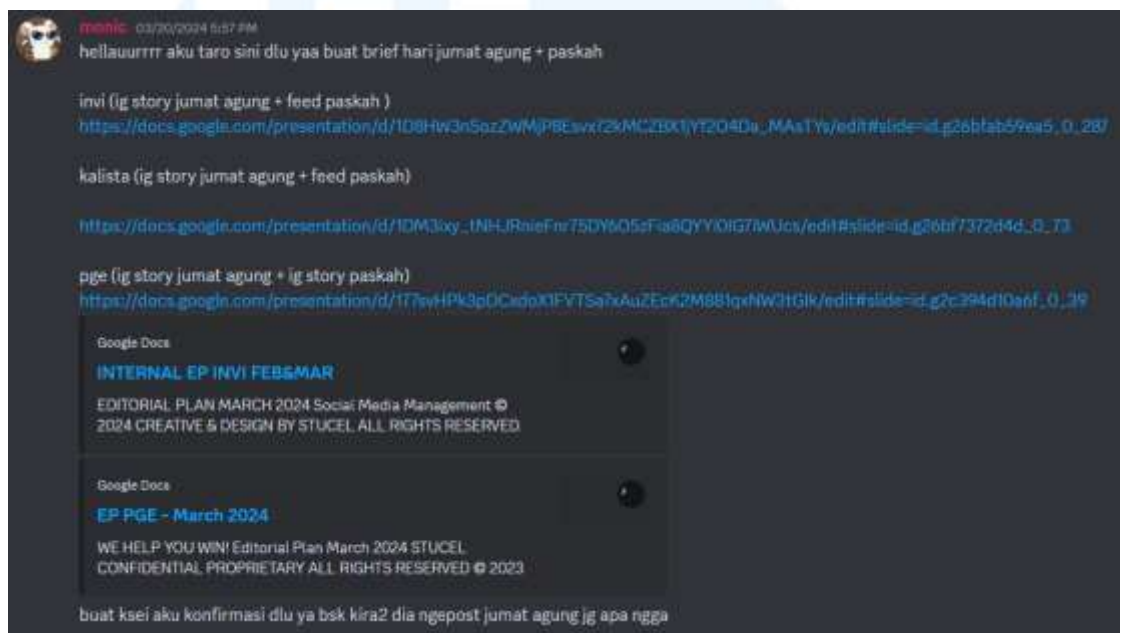 monic 03/20/2024 5:57 PM
hellauurrrr aku taro sini dlu yaa buat brief hari jumat agung + paskah
invi (ig story jumat agung + feed paskah )
kalista (ig story jumat agung + feed paskah)
pge (ig story jumat agung + ig story paskah)
Google Docs
INTERNAL EP INVI FEB&MAR
EDITORIAL PLAN MARCH 2024 Social Media Management ©
2024 CREATIVE & DESIGN BY STUCEL ALL RIGHTS RESERVED
Google Docs
EP PGE - March 2024
WE HELP YOU WIN! Editorial Plan March 2024 STUCEL
CONFIDENTIAL PROPRIETARY ALL RIGHTS RESERVED © 2023
buat ksei aku konfirmasi dlu ya bsk kira2 dia ngepost jumat agung jg apa ngga